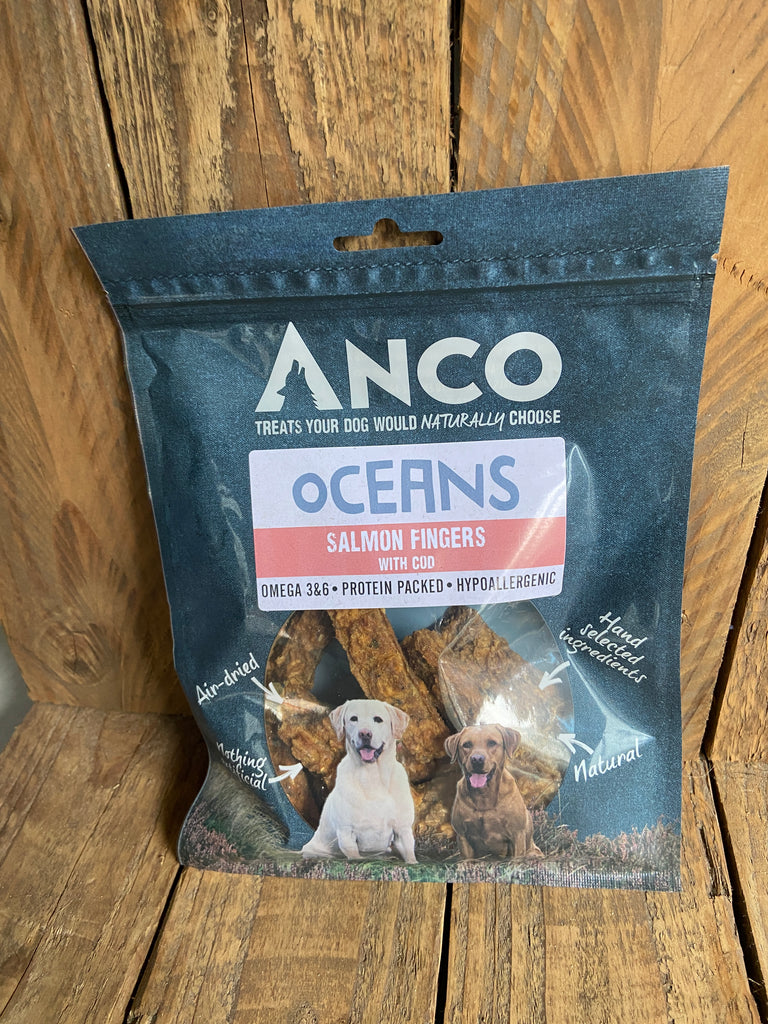 ANCO
TREATS YOUR DOG WOULD NATURALLY CHOOSE
OCEANS
SALMON FINGERS
WITH COD
OMEGA 3&6 • PROTEIN PACKED • HYPOALLERGENIC
Hand
selected
ingredients
Air-dried
Nothing
Natural